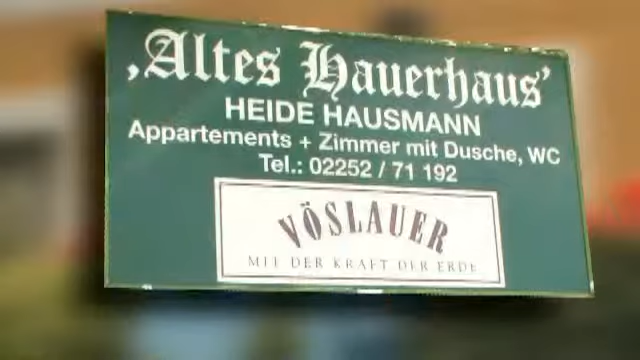 ‚Altes Hauerhaus’
HEIDE HAUSMANN
Appartements + Zimmer mit Dusche, WC
Tel.: 02252 / 71 192
VÖSLAUER
MIT DER KRAFT DER ERDE